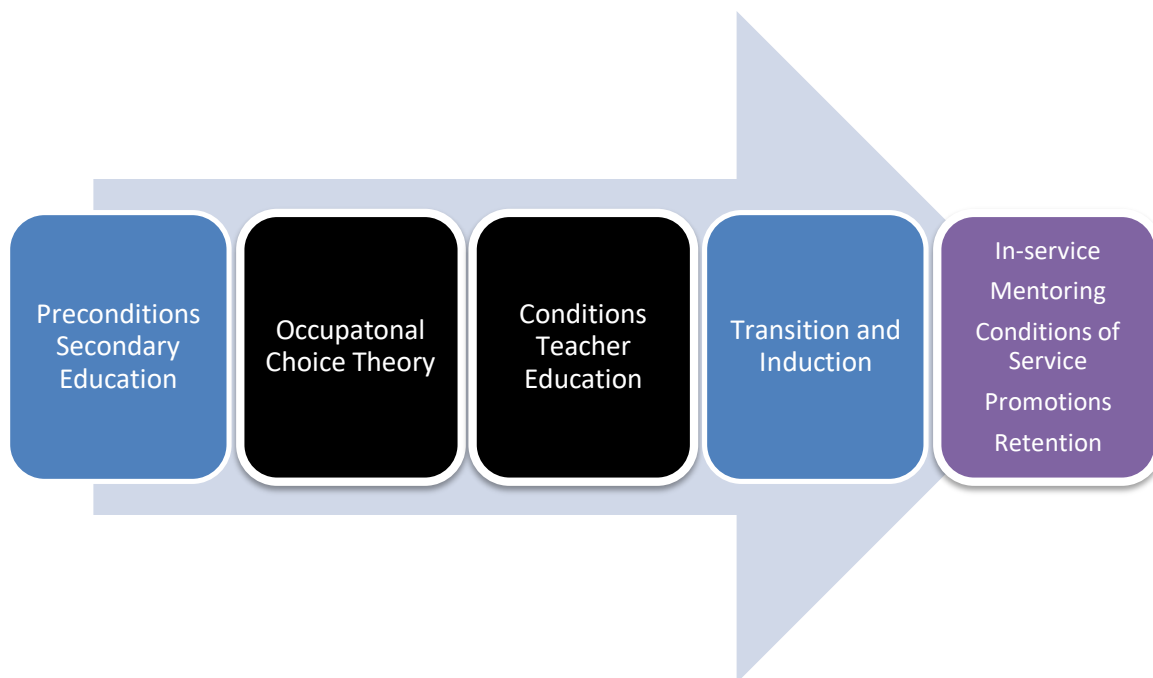 Preconditions
Secondary
Education
Occupatonal
Choice Theory
Conditions
Teacher
Education
Transition and
Induction
In-service
Mentoring
Conditions of
Service
Promotions
Retention